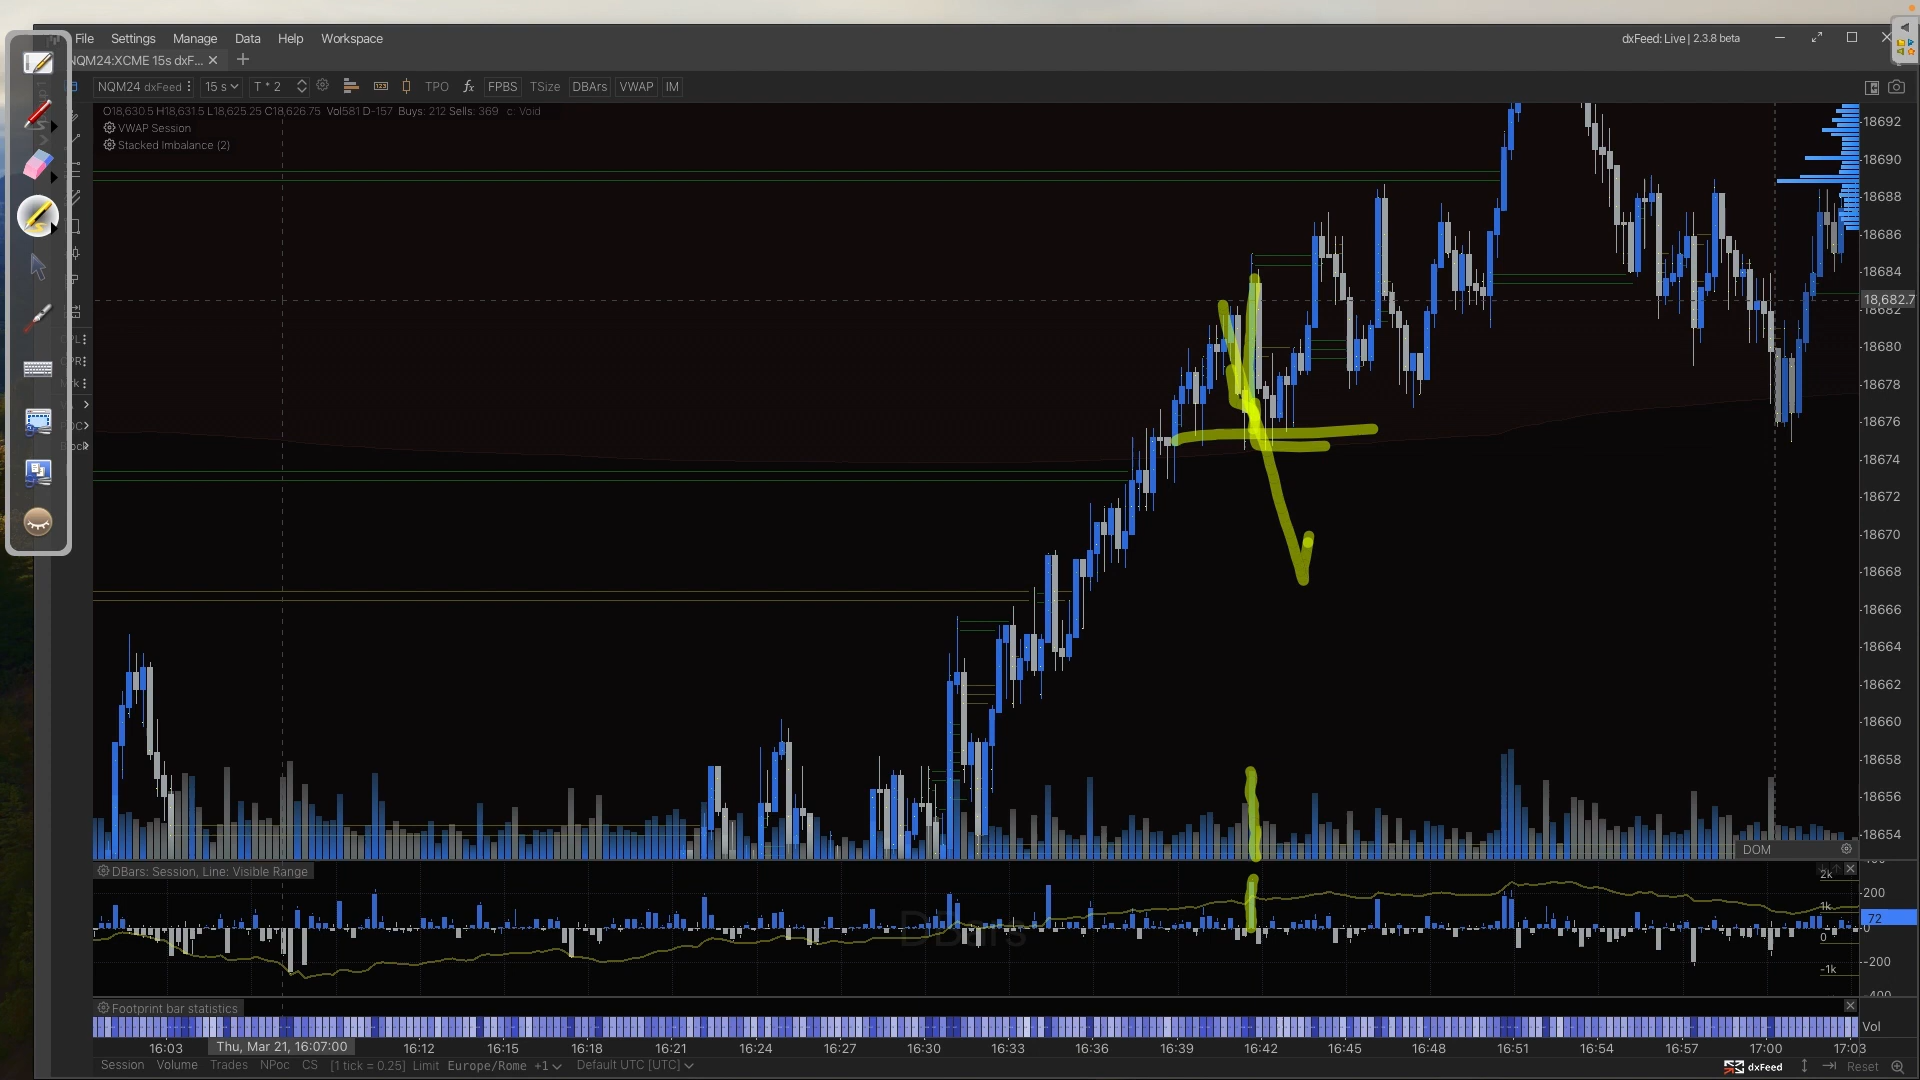 File Settings Manage Data Help Workspace
dxFeed: Live | 2.3.8 beta
NQM24:XCME 15s dxF...
NQM24 dxFeed 15 s T * 2 TPO fx FPBS TSize DBArs VWAP IM
O18,630.5 H18,631.5 L18,625.25 C18,626.75 Vol581 D-157 Buys: 212 Sells: 369 c: Void
VWAP Session
Stacked Imbalance (2)
18692
18690
18688
18686
18684
18,682.7
18682
18680
18678
18676
18674
18672
18670
18668
18666
18664
18662
18660
18658
18656
18654
DOM
DBars: Session, Line: Visible Range
DBars
2k
200
1k
72
0
0
-200
-1k
-400
Footprint bar statistics
Vol
16:03 Thu, Mar 21, 16:07:00 16:12 16:15 16:18 16:21 16:24 16:27 16:30 16:33 16:36 16:39 16:42 16:45 16:48 16:51 16:54 16:57 17:00 17:03
Session Volume Trades NPoc CS [1 tick = 0.25] Limit Europe/Rome +1 Default UTC [UTC] dxFeed Reset